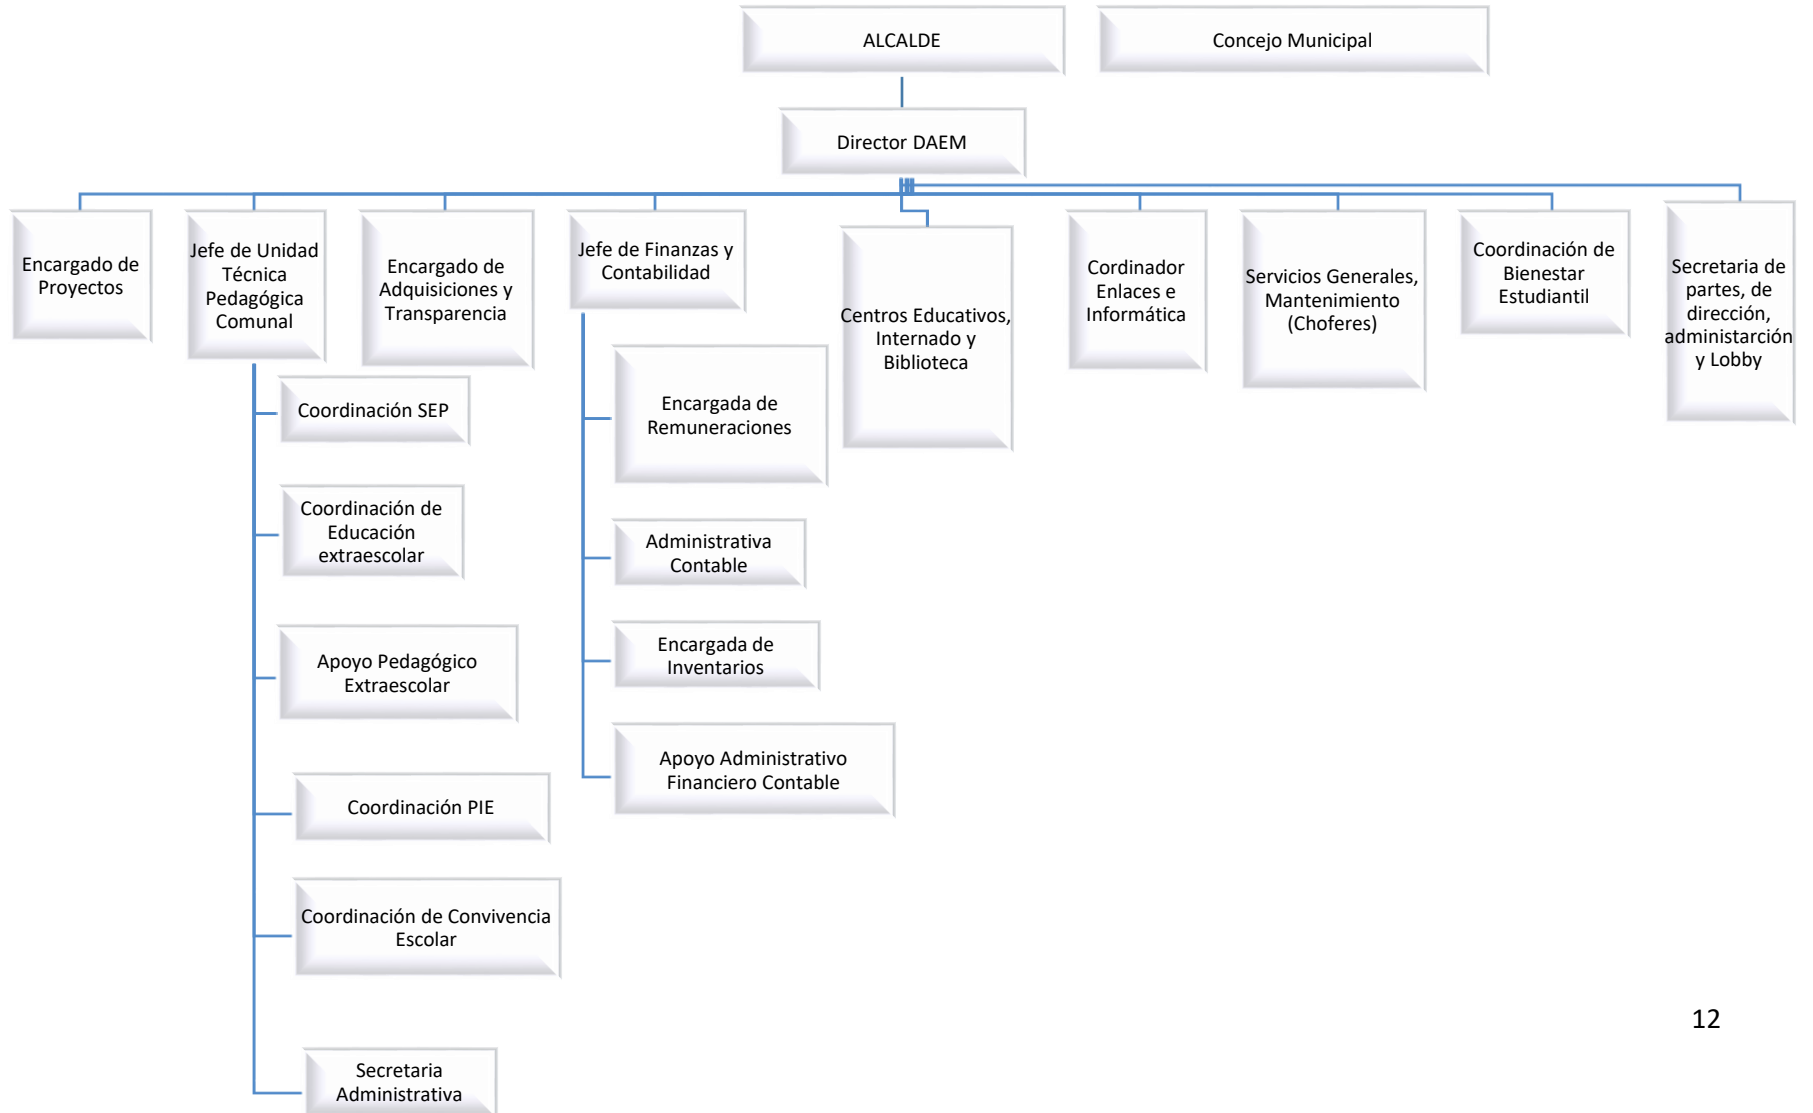 ALCALDE
Concejo Municipal
Director DAEM
Encargado de
Proyectos
Jefe de Unidad
Técnica
Pedagógica
Comunal
Encargado de
Adquisiciones y
Transparencia
Jefe de Finanzas y
Contabilidad
Centros Educativos,
Internado y
Biblioteca
Cordinador
Enlaces e
Informática
Servicios Generales,
Mantenimiento
(Choferes)
Coordinación de
Bienestar
Estudiantil
Secretaria de
partes, de
dirección,
administarción
y Lobby
Coordinación SEP
Coordinación de
Educación
extraescolar
Apoyo Pedagógico
Extraescolar
Coordinación PIE
Coordinación de Convivencia
Escolar
Secretaria
Administrativa
Encargada de
Remuneraciones
Administrativa
Contable
Encargada de
Inventarios
Apoyo Administrativo
Financiero Contable
12